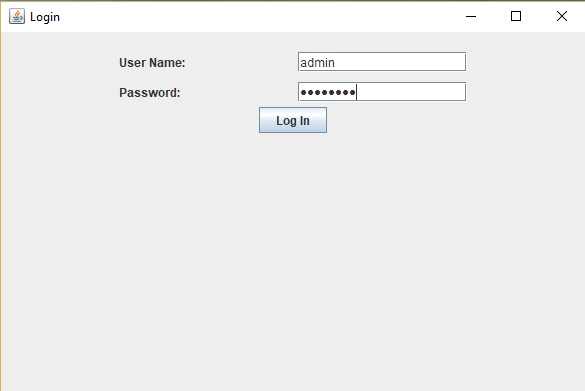 Login
User Name: admin
Password: ••••••••
Log In